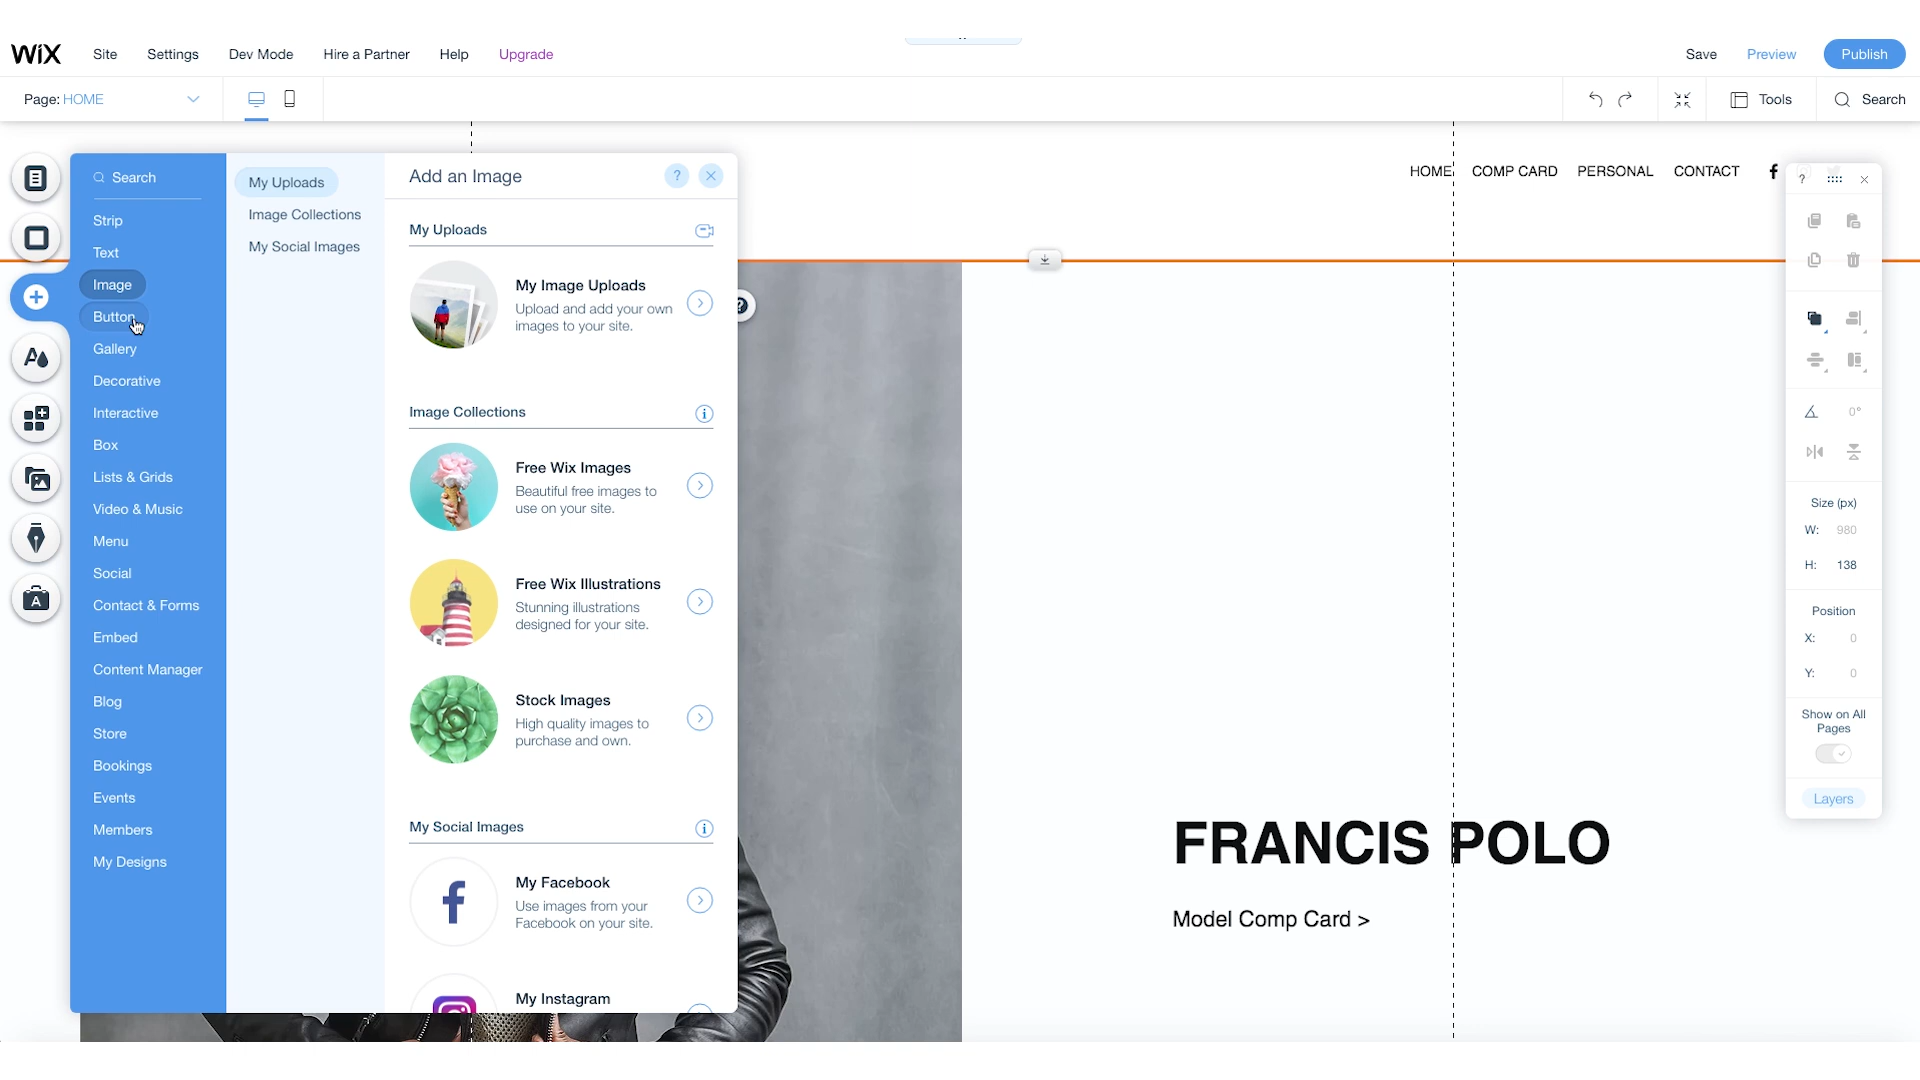 WiX
Site
Settings
Dev Mode
Hire a Partner
Help
Upgrade
Save
Preview
Publish
Page: HOME
Tools
Search
Search
Strip
Text
Image
Button
Gallery
Decorative
Interactive
Box
Lists & Grids
Video & Music
Menu
Social
Contact & Forms
Embed
Content Manager
Blog
Store
Bookings
Events
Members
My Designs
My Uploads
Image Collections
My Social Images
Add an Image
?
My Uploads
My Image Uploads
Upload and add your own
images to your site.
Image Collections
i
Free Wix Images
Beautiful free images to
use on your site.
Free Wix Illustrations
Stunning illustrations
designed for your site.
Stock Images
High quality images to
purchase and own.
My Social Images
i
My Facebook
Use images from your
Facebook on your site.
My Instagram
HOME
COMP CARD
PERSONAL
CONTACT
FRANCIS POLO
Model Comp Card >
?
0°
Size (px)
W: 980
H: 138
Position
X: 0
Y: 0
Show on All
Pages
Layers